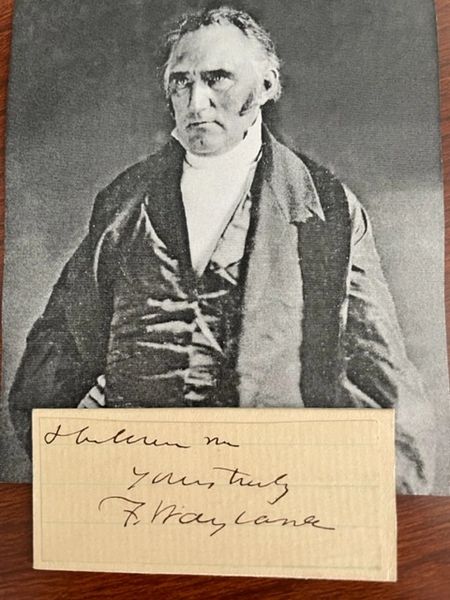 & believe me
yours truly
F. Wayland